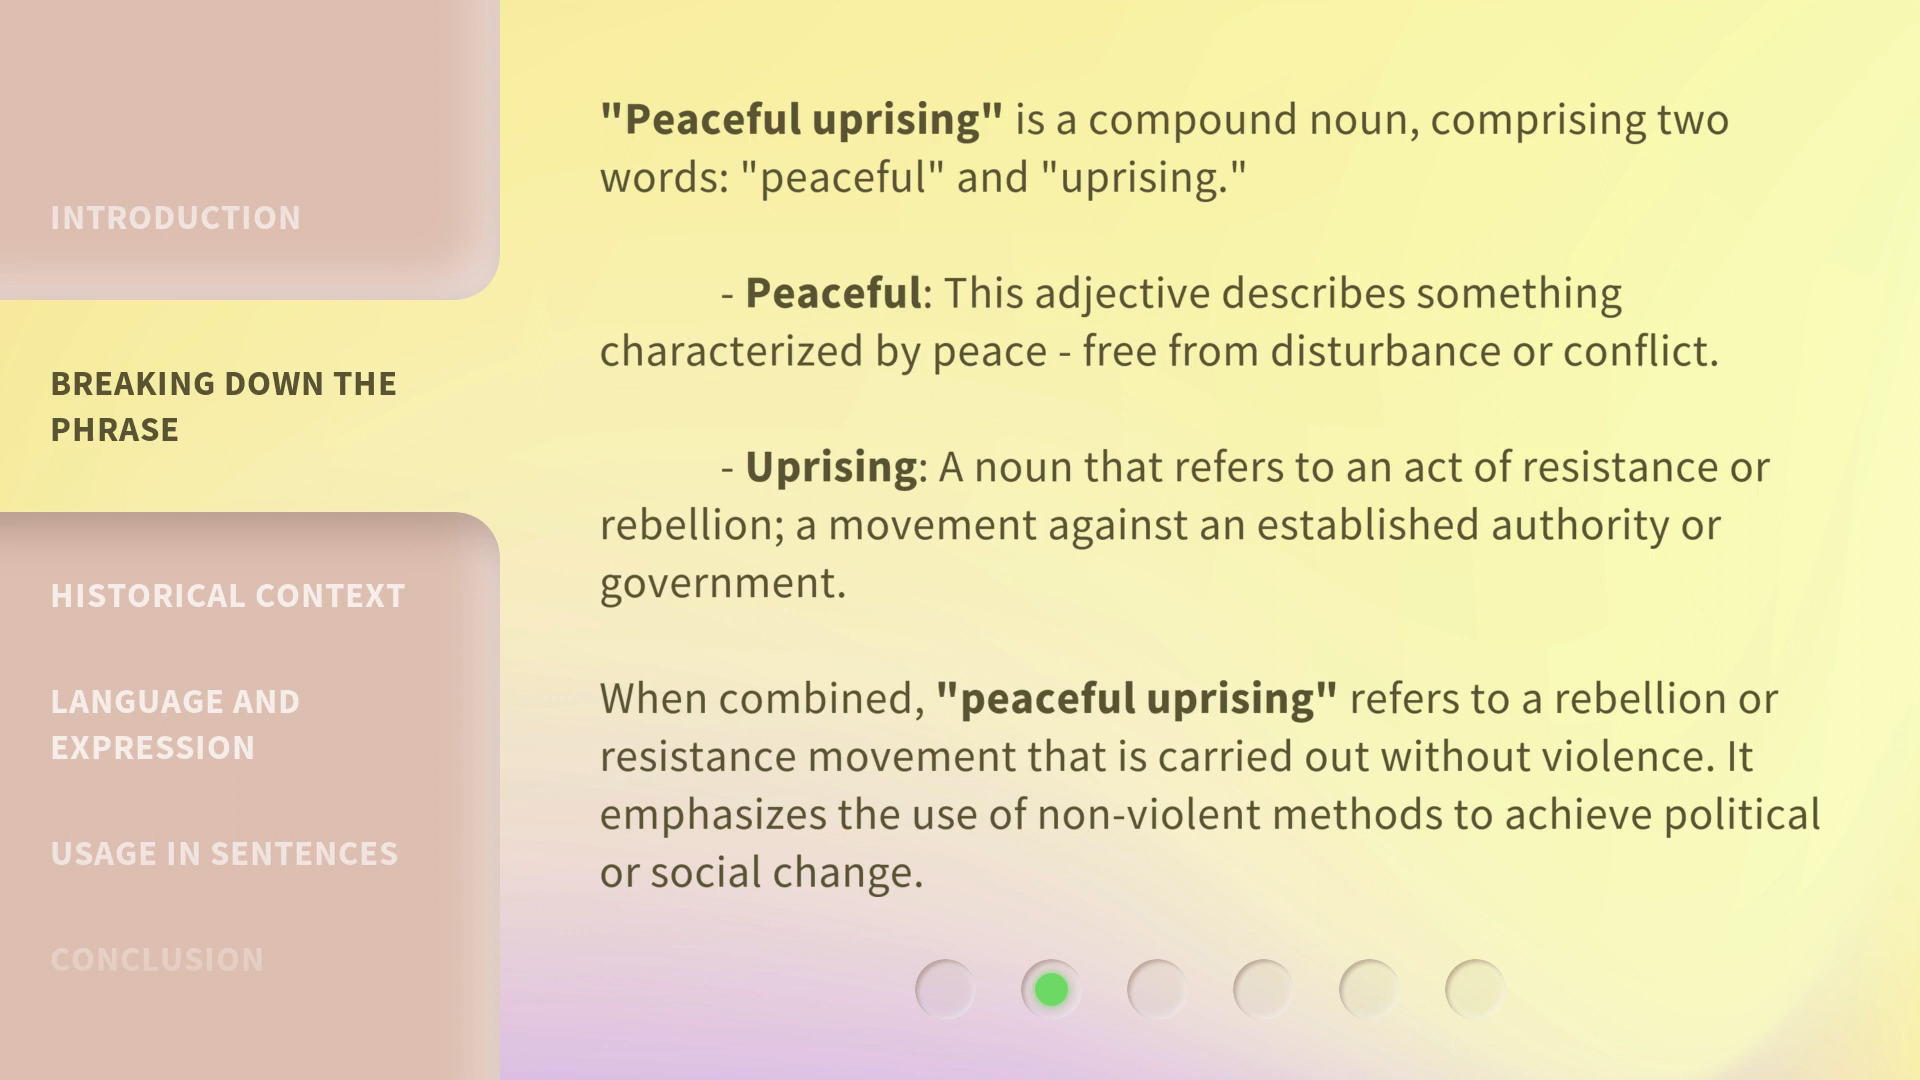 INTRODUCTION
BREAKING DOWN THE
PHRASE
HISTORICAL CONTEXT
LANGUAGE AND
EXPRESSION
USAGE IN SENTENCES
CONCLUSION
"Peaceful uprising" is a compound noun, comprising two
words: "peaceful" and "uprising."
- Peaceful: This adjective describes something
characterized by peace - free from disturbance or conflict.
- Uprising: A noun that refers to an act of resistance or
rebellion; a movement against an established authority or
government.
When combined, "peaceful uprising" refers to a rebellion or
resistance movement that is carried out without violence. It
emphasizes the use of non-violent methods to achieve political
or social change.